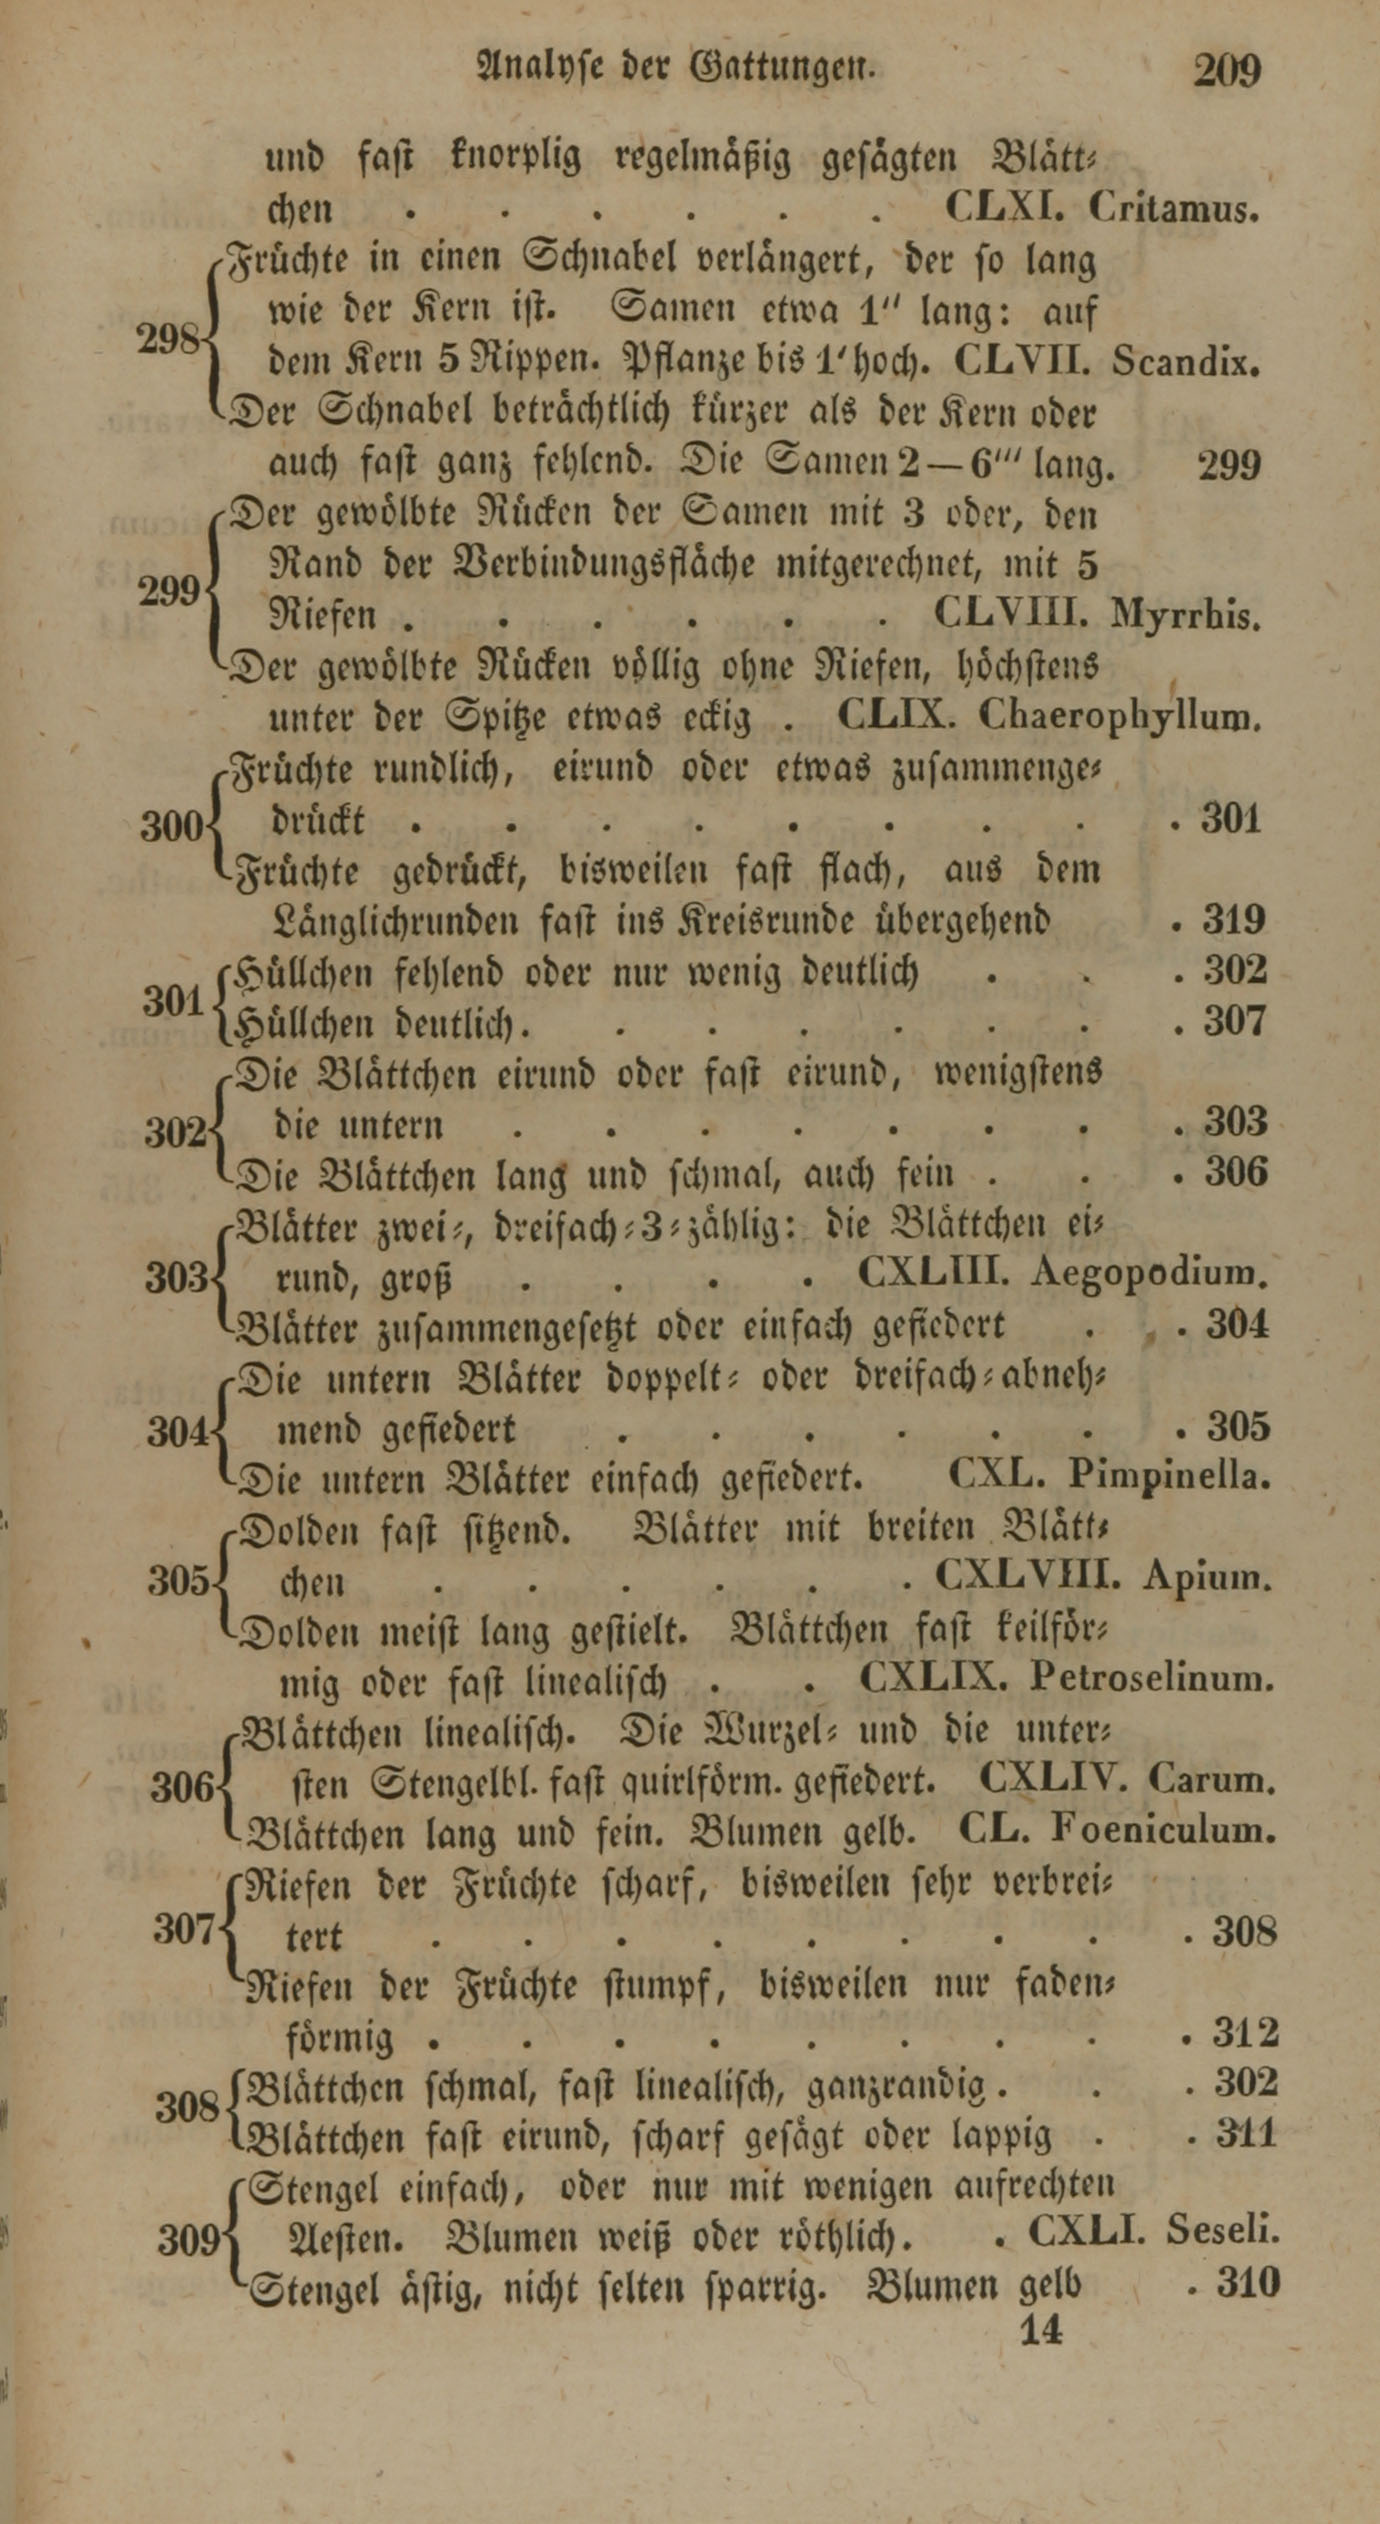 Analyse der Gattungen. 209
und fast knorplig regelmäßig gesägten Blätt⸗
chen . . . . . . CLXI. Critamus.
Früchte in einen Schnabel verlängert, der so lang
wie der Kern ist. Samen etwa 1″ lang: auf
298 dem Kern 5 Rippen. Pflanze bis 1′ hoch. CLVII. Scandix.
Der Schnabel beträchtlich kürzer als der Kern oder
auch fast ganz fehlend. Die Samen 2—6‴ lang. 299
Der gewölbte Rücken der Samen mit 3 oder, den
299 Rand der Verbindungsfläche mitgerechnet, mit 5
Riefen . . . . . . CLVIII. Myrrhis.
Der gewölbte Rücken völlig ohne Riefen, höchstens
unter der Spitze etwas eckig . CLIX. Chaerophyllum.
Früchte rundlich, eirund oder etwas zusammenge⸗
300 drückt . . . . . . . . . 301
Früchte gedrückt, bisweilen fast flach, aus dem
Länglichrunden fast ins Kreisrunde übergehend . 319
301 Hüllchen fehlend oder nur wenig deutlich . . . 302
Hüllchen deutlich. . . . . . . . 307
Die Blättchen eirund oder fast eirund, wenigstens
302 die untern . . . . . . . . 303
Die Blättchen lang und schmal, auch fein . . . 306
Blätter zwei⸗, dreifach⸗3⸗zählig: die Blättchen ei⸗
303 rund, groß . . . . CXLIII. Aegopodium.
Blätter zusammengesetzt oder einfach gefiedert . . 304
Die untern Blätter doppelt⸗ oder dreifach⸗abneh⸗
304 mend gefiedert . . . . . . . 305
Die untern Blätter einfach gefiedert. CXL. Pimpinella.
Dolden fast sitzend. Blätter mit breiten Blätt⸗
305 chen . . . . . . CXLVIII. Apium.
Dolden meist lang gestielt. Blättchen fast keilför⸗
mig oder fast linealisch . . CXLIX. Petroselinum.
Blättchen linealisch. Die Wurzel⸗ und die unter⸗
306 sten Stengelbl. fast quirlförm. gefiedert. CXLIV. Carum.
Blättchen lang und fein. Blumen gelb. CL. Foeniculum.
Riefen der Früchte scharf, bisweilen sehr verbrei⸗
307 tert . . . . . . . . . 308
Riefen der Früchte stumpf, bisweilen nur faden⸗
förmig . . . . . . . . . 312
308 Blättchen schmal, fast linealisch, ganzrandig. . . 302
Blättchen fast eirund, scharf gesägt oder lappig . . 311
Stengel einfach, oder nur mit wenigen aufrechten
309 Aesten. Blumen weiß oder röthlich. . CXLI. Seseli.
Stengel ästig, nicht selten sparrig. Blumen gelb . 310
14